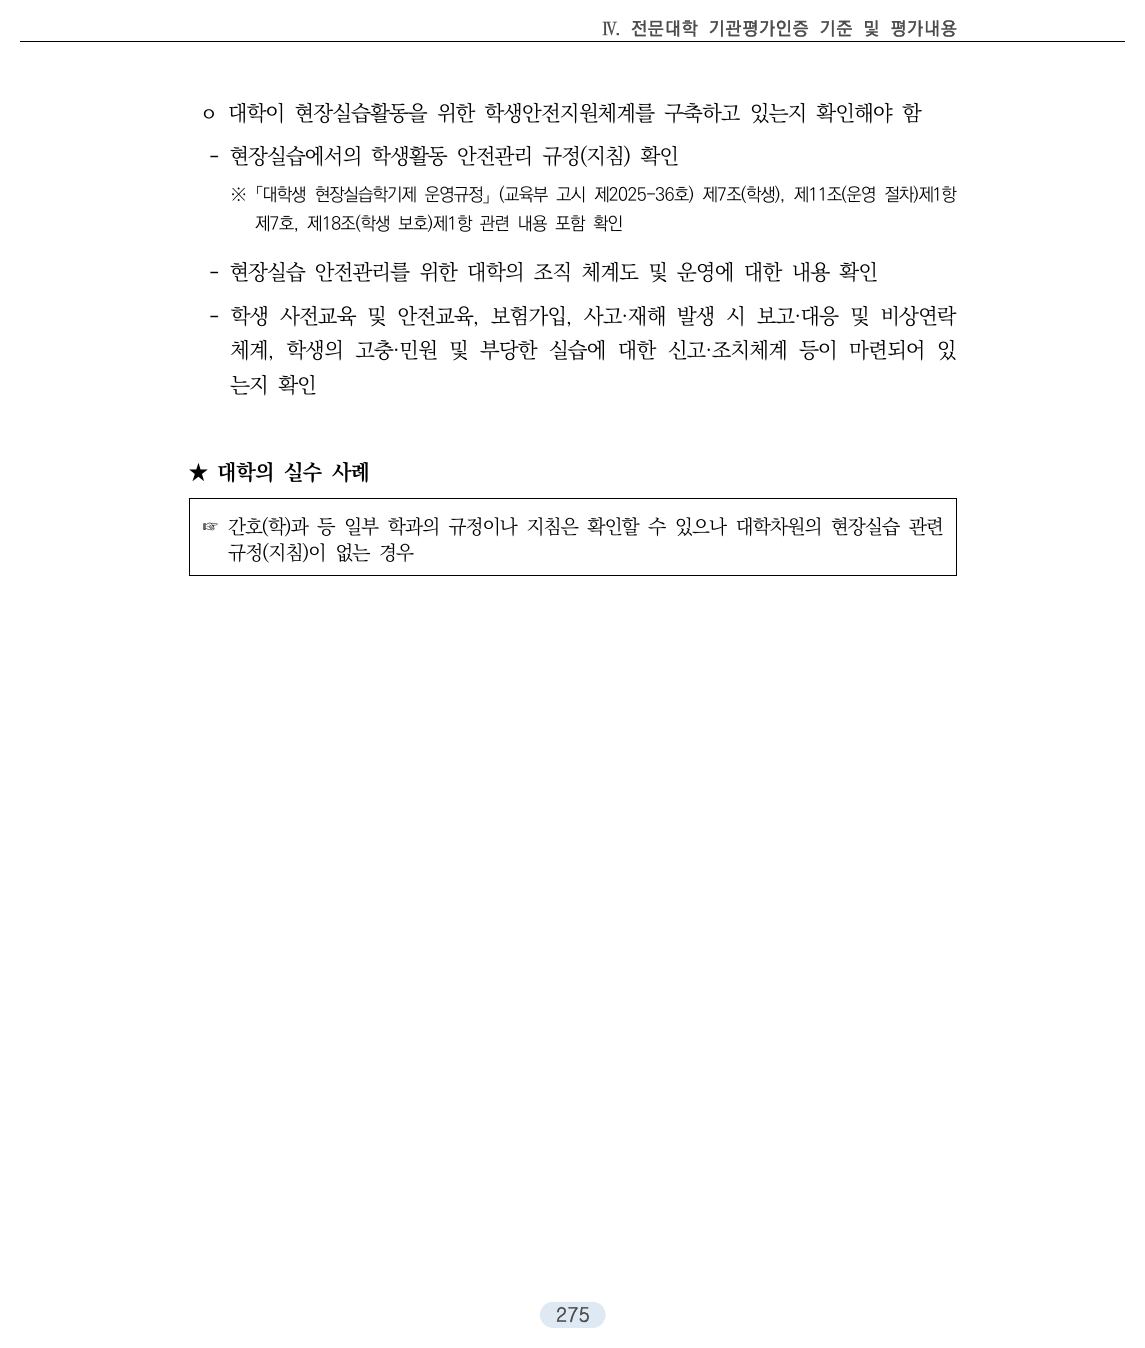 Ⅳ. 전문대학 기관평가인증 기준 및 평가내용
ㅇ 대학이 현장실습활동을 위한 학생안전지원체계를 구축하고 있는지 확인해야 함
- 현장실습에서의 학생활동 안전관리 규정(지침) 확인
※「대학생 현장실습학기제 운영규정」(교육부 고시 제2025-36호) 제7조(학생), 제11조(운영 절차)제1항
제7호, 제18조(학생 보호)제1항 관련 내용 포함 확인
- 현장실습 안전관리를 위한 대학의 조직 체계도 및 운영에 대한 내용 확인
- 학생 사전교육 및 안전교육, 보험가입, 사고·재해 발생 시 보고·대응 및 비상연락
체계, 학생의 고충·민원 및 부당한 실습에 대한 신고·조치체계 등이 마련되어 있
는지 확인
★ 대학의 실수 사례
☞ 간호(학)과 등 일부 학과의 규정이나 지침은 확인할 수 있으나 대학차원의 현장실습 관련
규정(지침)이 없는 경우
275